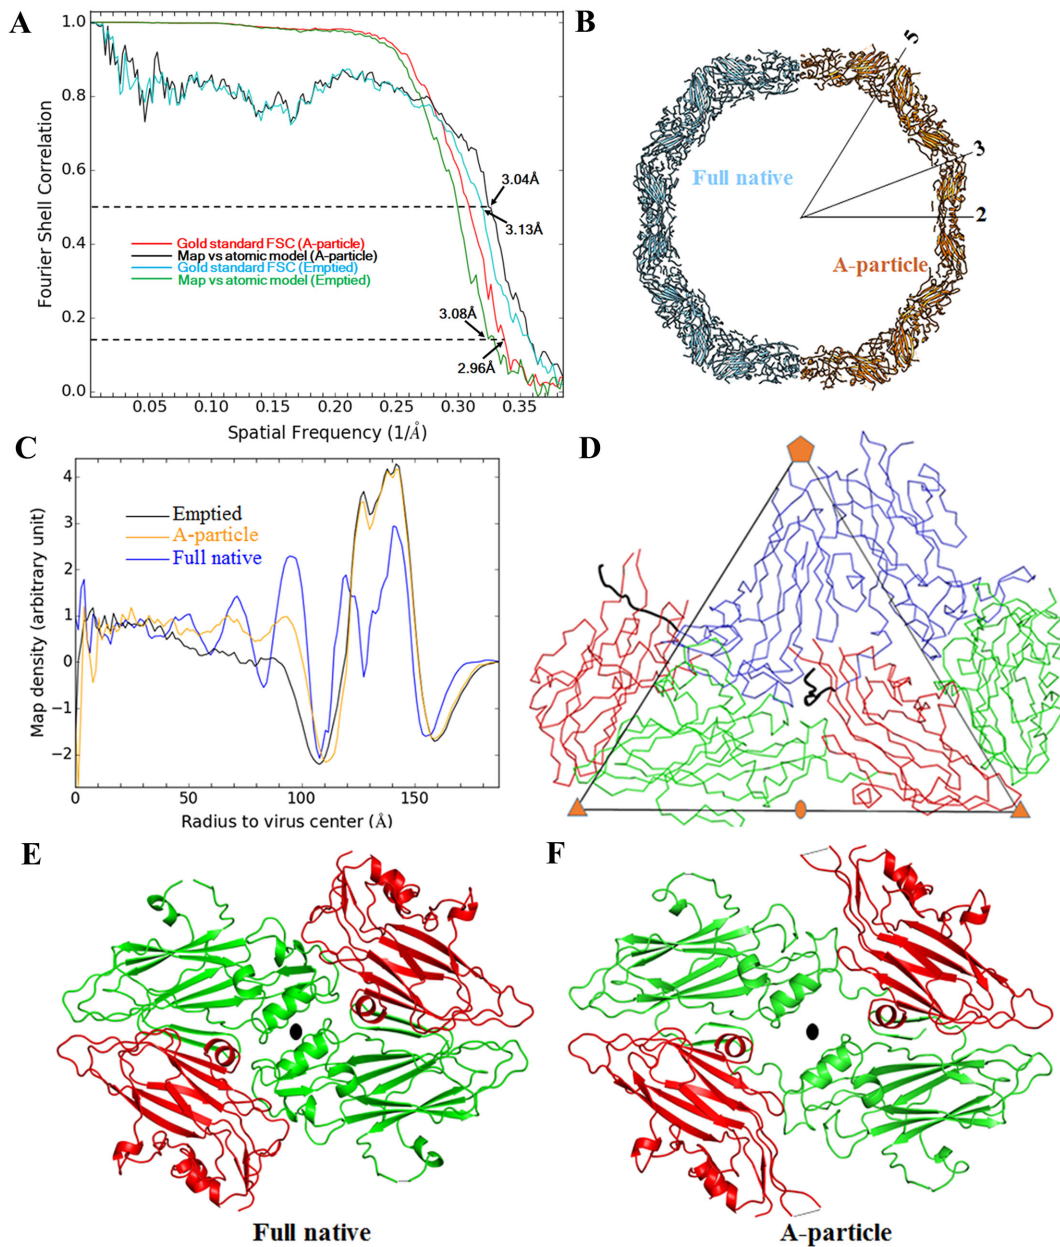 A
Fourier Shell Correlation
1.0
0.8
0.6
0.4
0.2
0.0
3.04Å
3.13Å
Gold standard FSC (A-particle)
Map vs atomic model (A-particle)
Gold standard FSC (Emptied)
Map vs atomic model (Emptied)
3.08Å
2.96Å
0.05 0.10 0.15 0.20 0.25 0.30 0.35
Spatial Frequency (1/Å)
B
5
3
2
Full native
A-particle
C
Map density (arbitrary unit)
4
3
2
1
0
−1
−2
Emptied
A-particle
Full native
0 50 100 150
Radius to virus center (Å)
D
E
Full native
F
A-particle